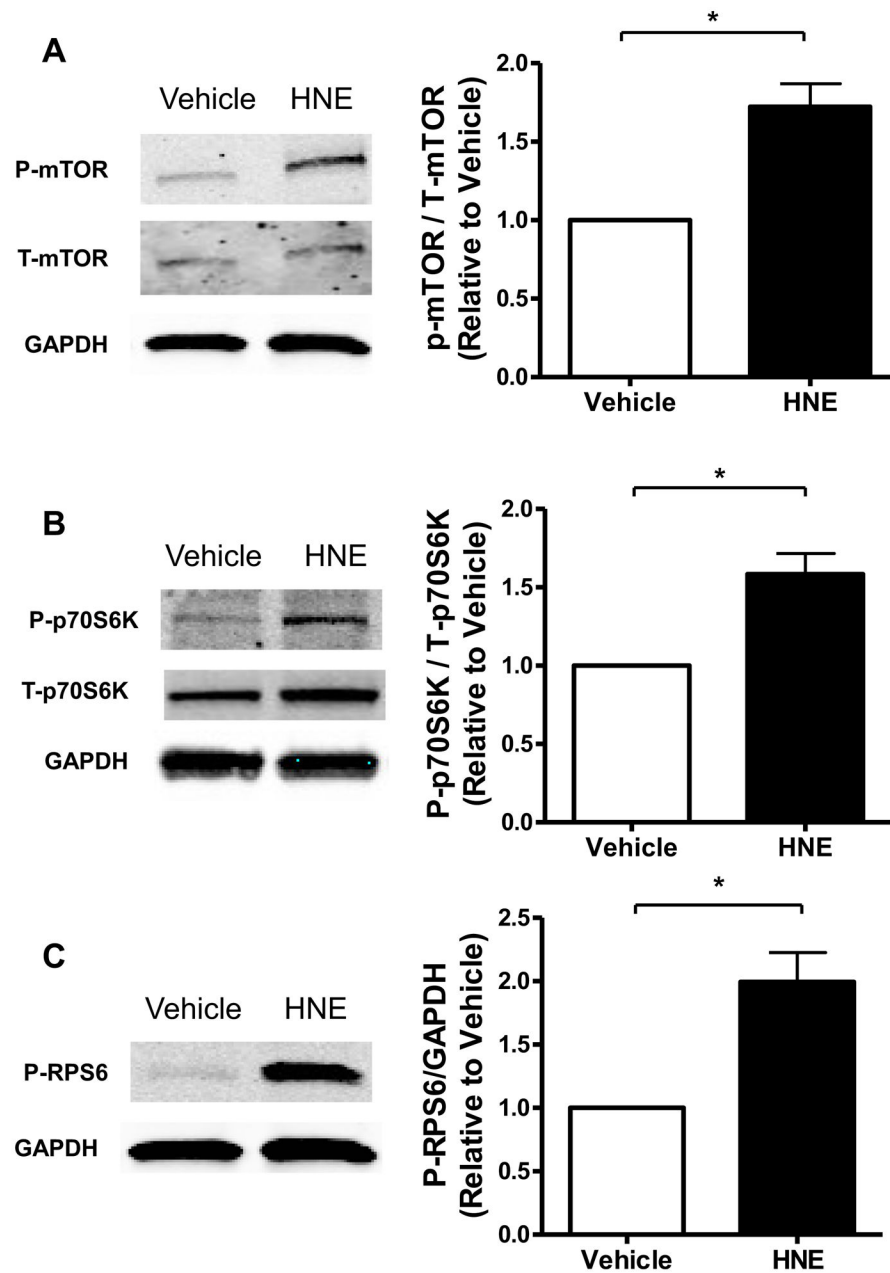 A
Vehicle HNE
P-mTOR
T-mTOR
GAPDH
*
p-mTOR / T-mTOR
(Relative to Vehicle)
2.0
1.5
1.0
0.5
0.0
Vehicle HNE
B
Vehicle HNE
P-p70S6K
T-p70S6K
GAPDH
*
P-p70S6K / T-p70S6K
(Relative to Vehicle)
2.0
1.5
1.0
0.5
0.0
Vehicle HNE
C
Vehicle HNE
P-RPS6
GAPDH
*
P-RPS6/GAPDH
(Relative to Vehicle)
2.5
2.0
1.5
1.0
0.5
0.0
Vehicle HNE